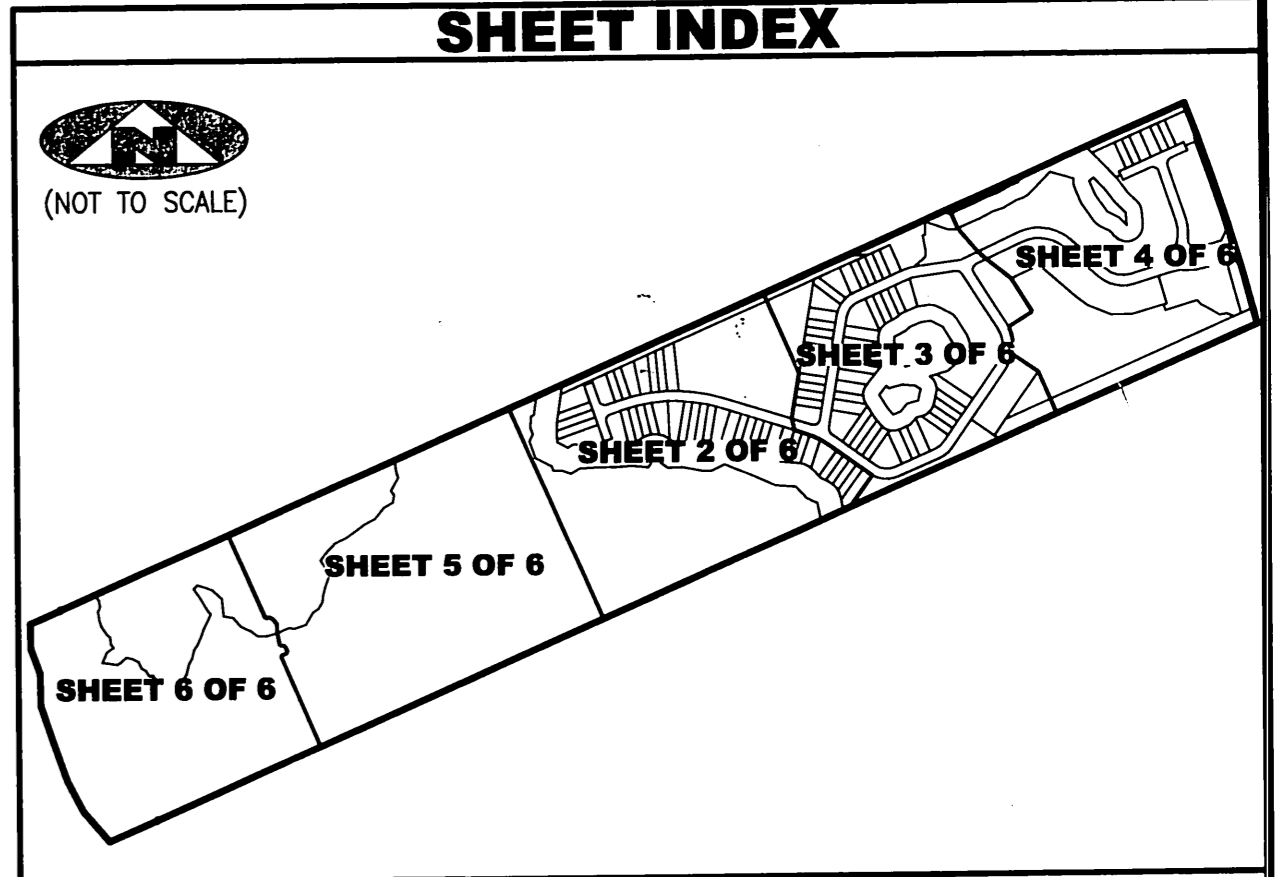 SHEET INDEX
N
(NOT TO SCALE)
SHEET 4 OF 6
SHEET 3 OF 6
SHEET 2 OF 6
SHEET 5 OF 6
SHEET 6 OF 6